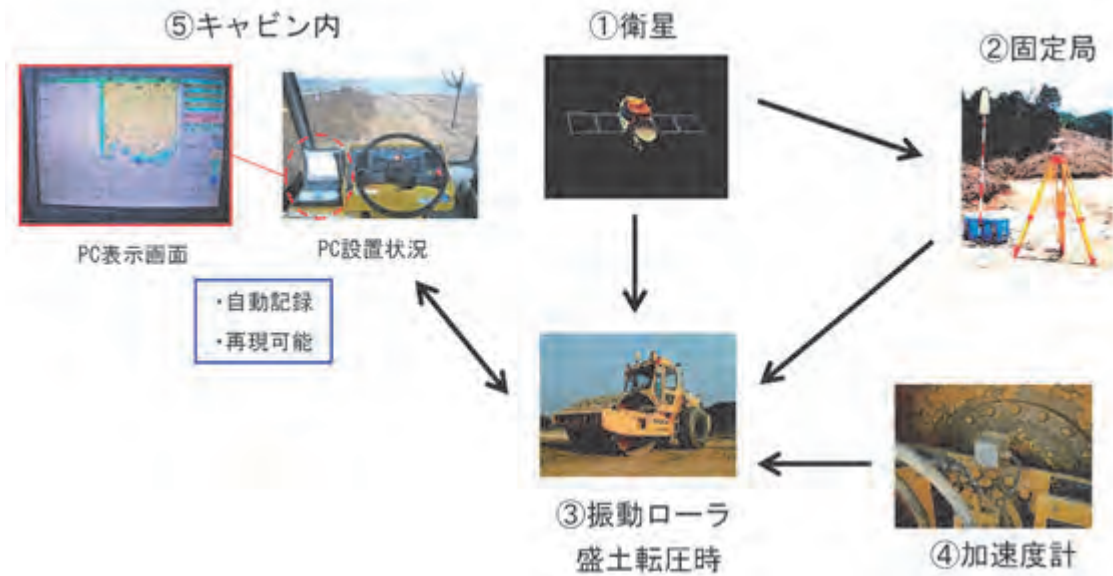 ⑤キャビン内
①衛星
②固定局
PC表示画面
PC設置状況
・自動記録
・再現可能
③振動ローラ
盛土転圧時
④加速度計